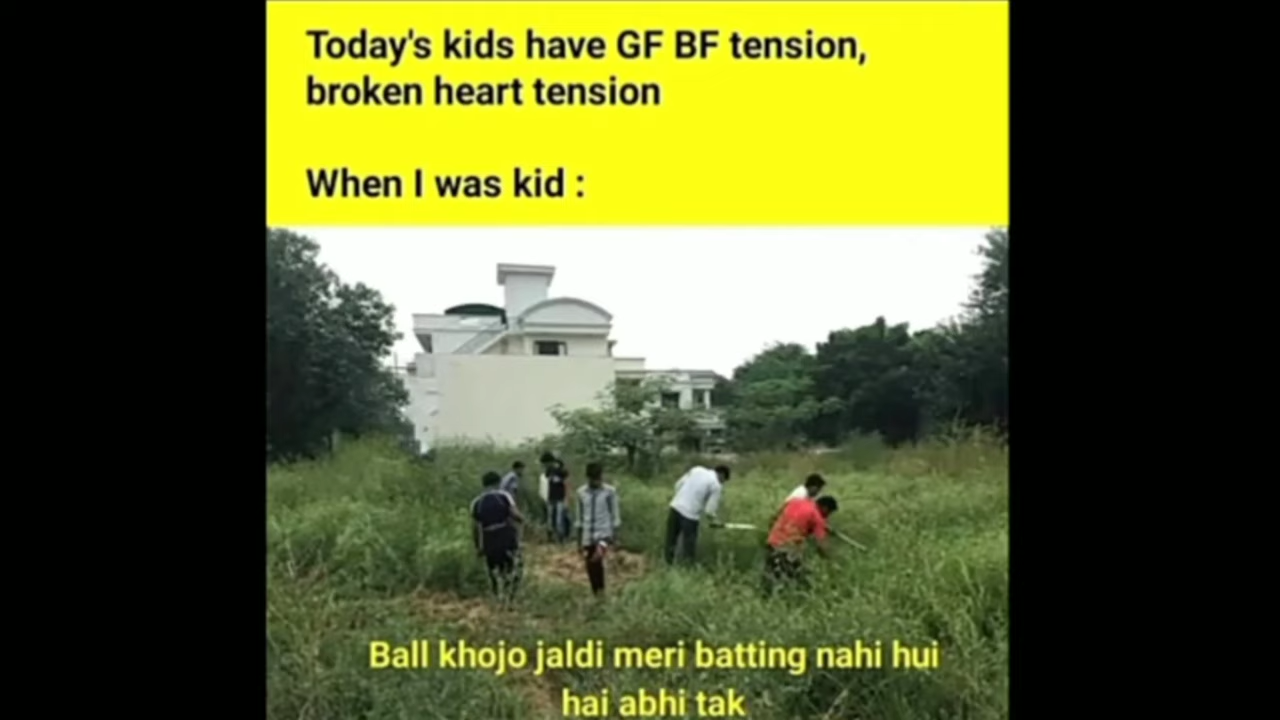 Today's kids have GF BF tension,
broken heart tension
When I was kid :
Ball khojo jaldi meri batting nahi hui
hai abhi tak